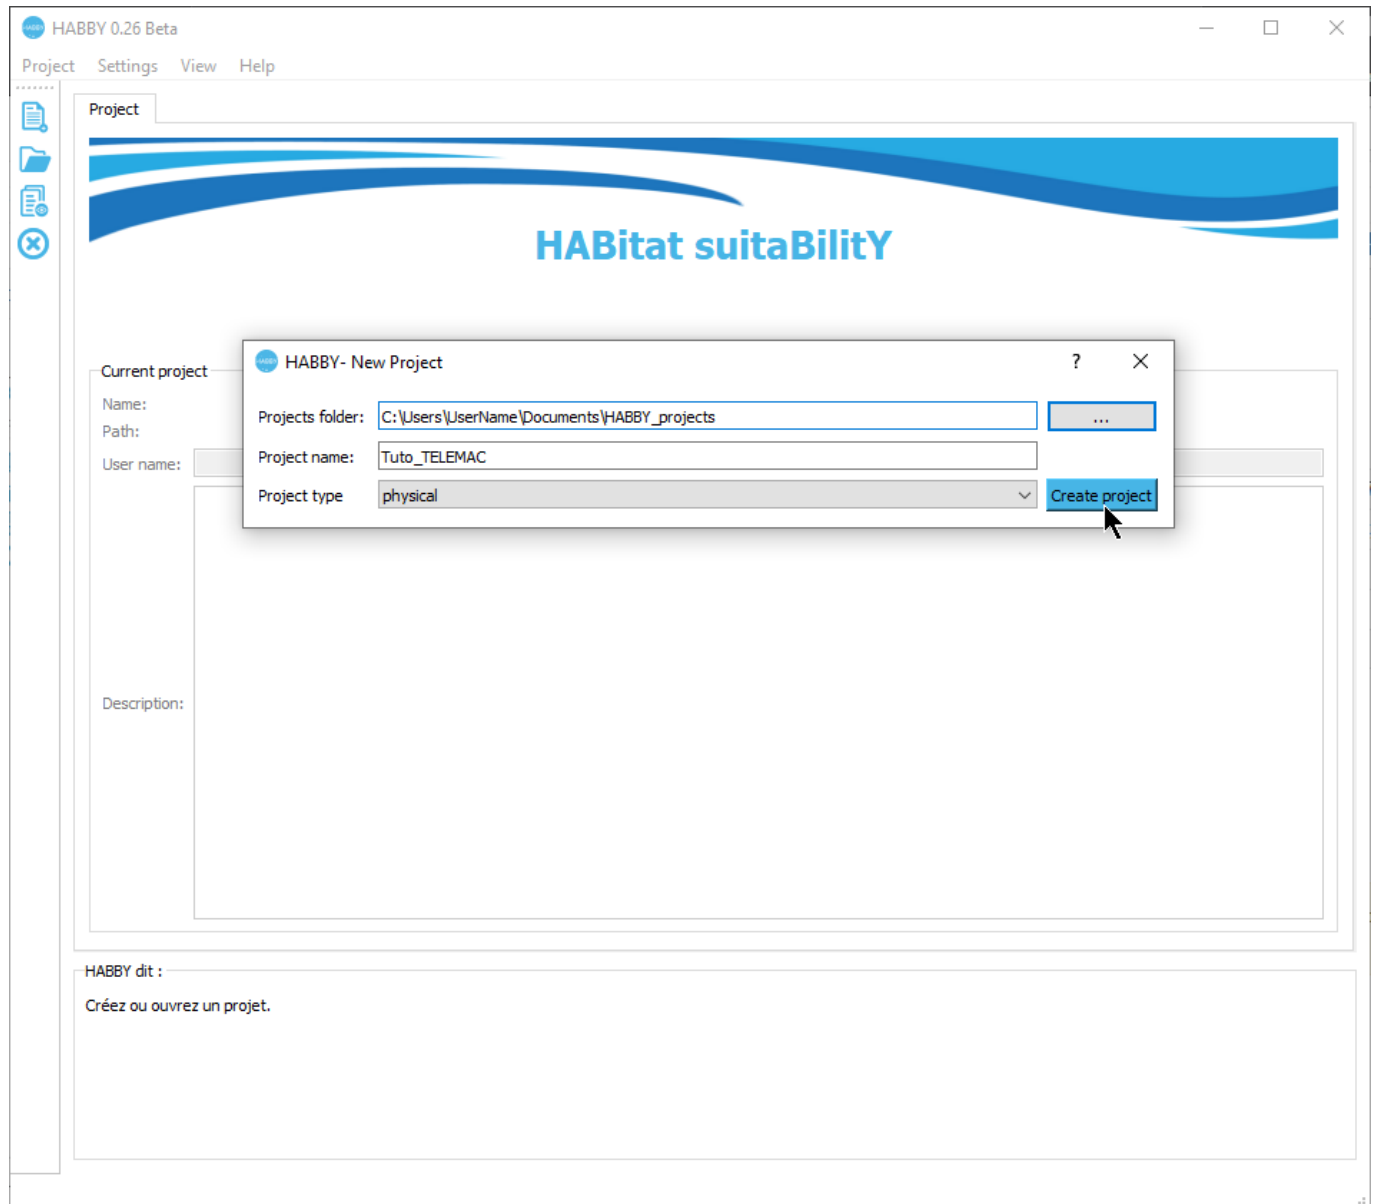 HABBY 0.26 Beta
Project Settings View Help
Project
HABitat suitaBilitY
HABBY- New Project ?
Projects folder: C:\Users\UserName\Documents\HABBY_projects ...
Project name: Tuto_TELEMAC
Project type physical Create project
Current project
Name:
Path:
User name:
Description:
HABBY dit :
Créez ou ouvrez un projet.